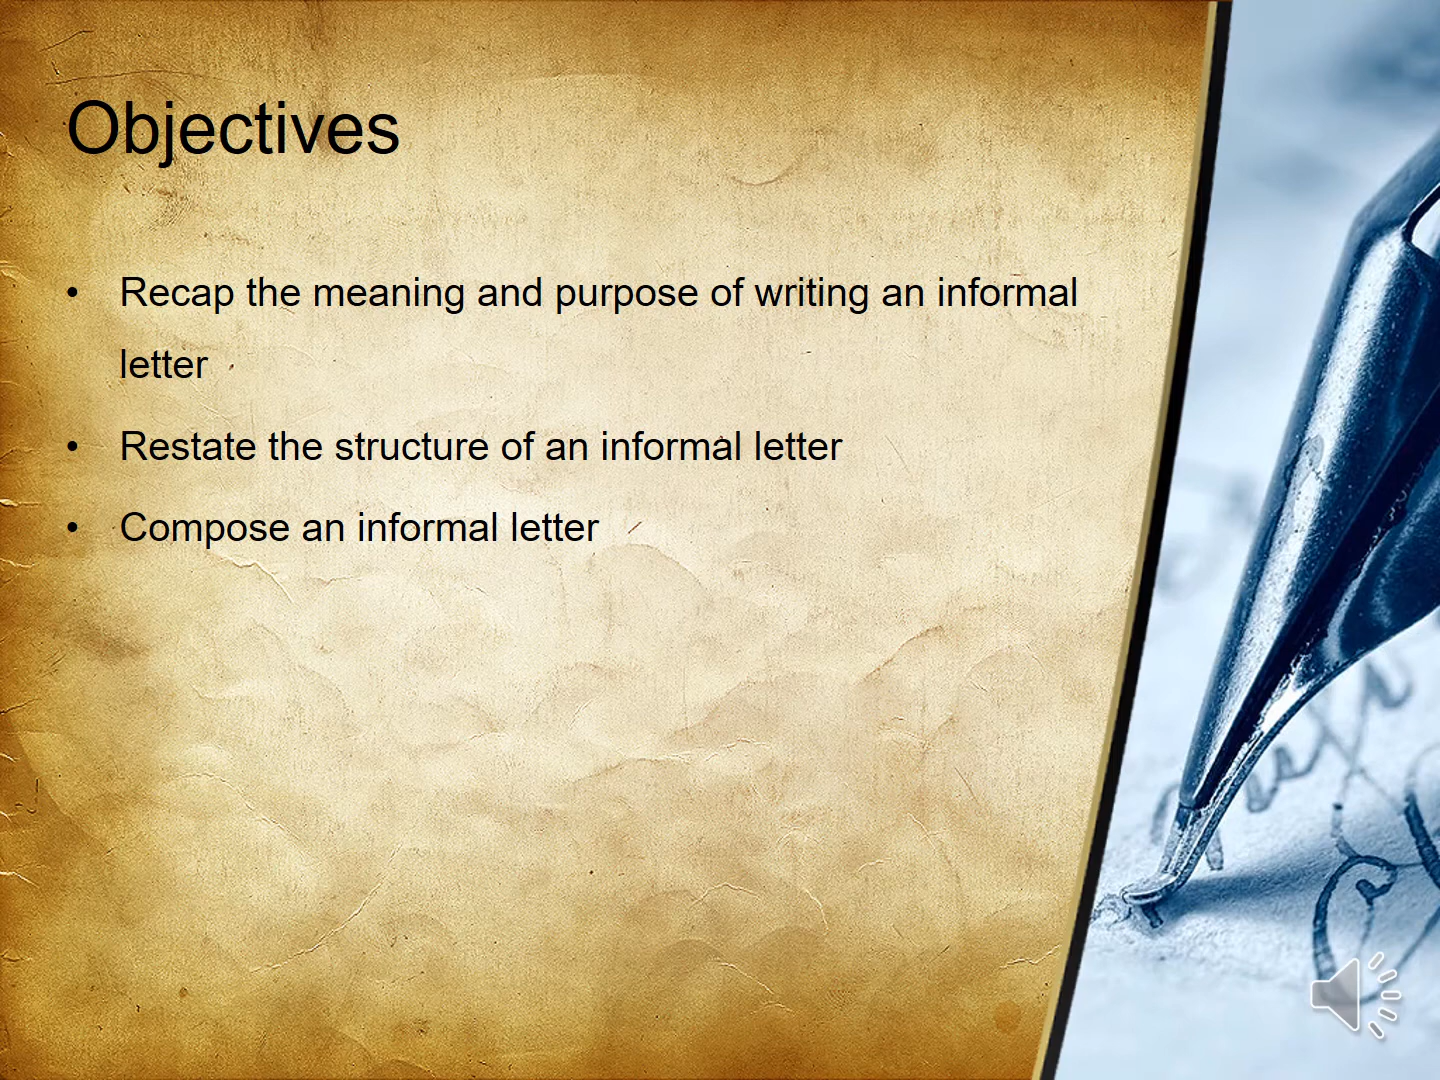 Objectives
• Recap the meaning and purpose of writing an informal
letter
• Restate the structure of an informal letter
• Compose an informal letter